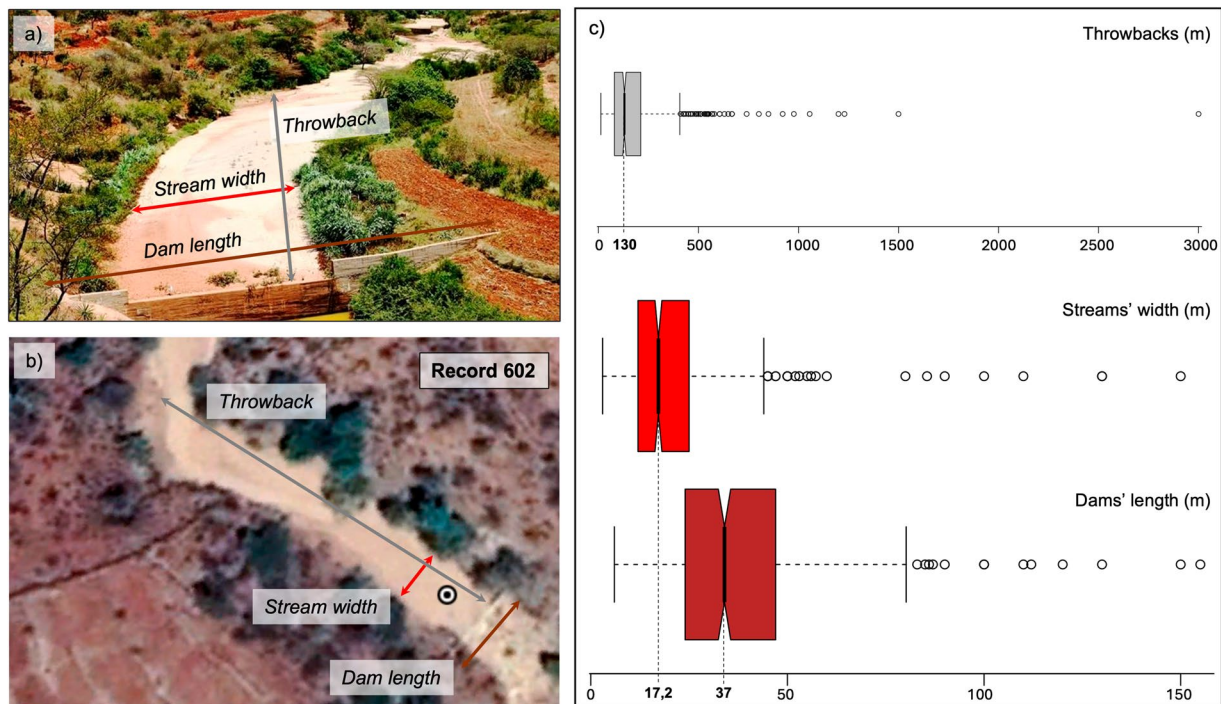 a)
Throwback
Stream width
Dam length
b)
Record 602
Throwback
Stream width
Dam length
c)
Throwbacks (m)
0 130 500 1000 1500 2000 2500 3000
Streams' width (m)
Dams' length (m)
0 17,2 37 50 100 150